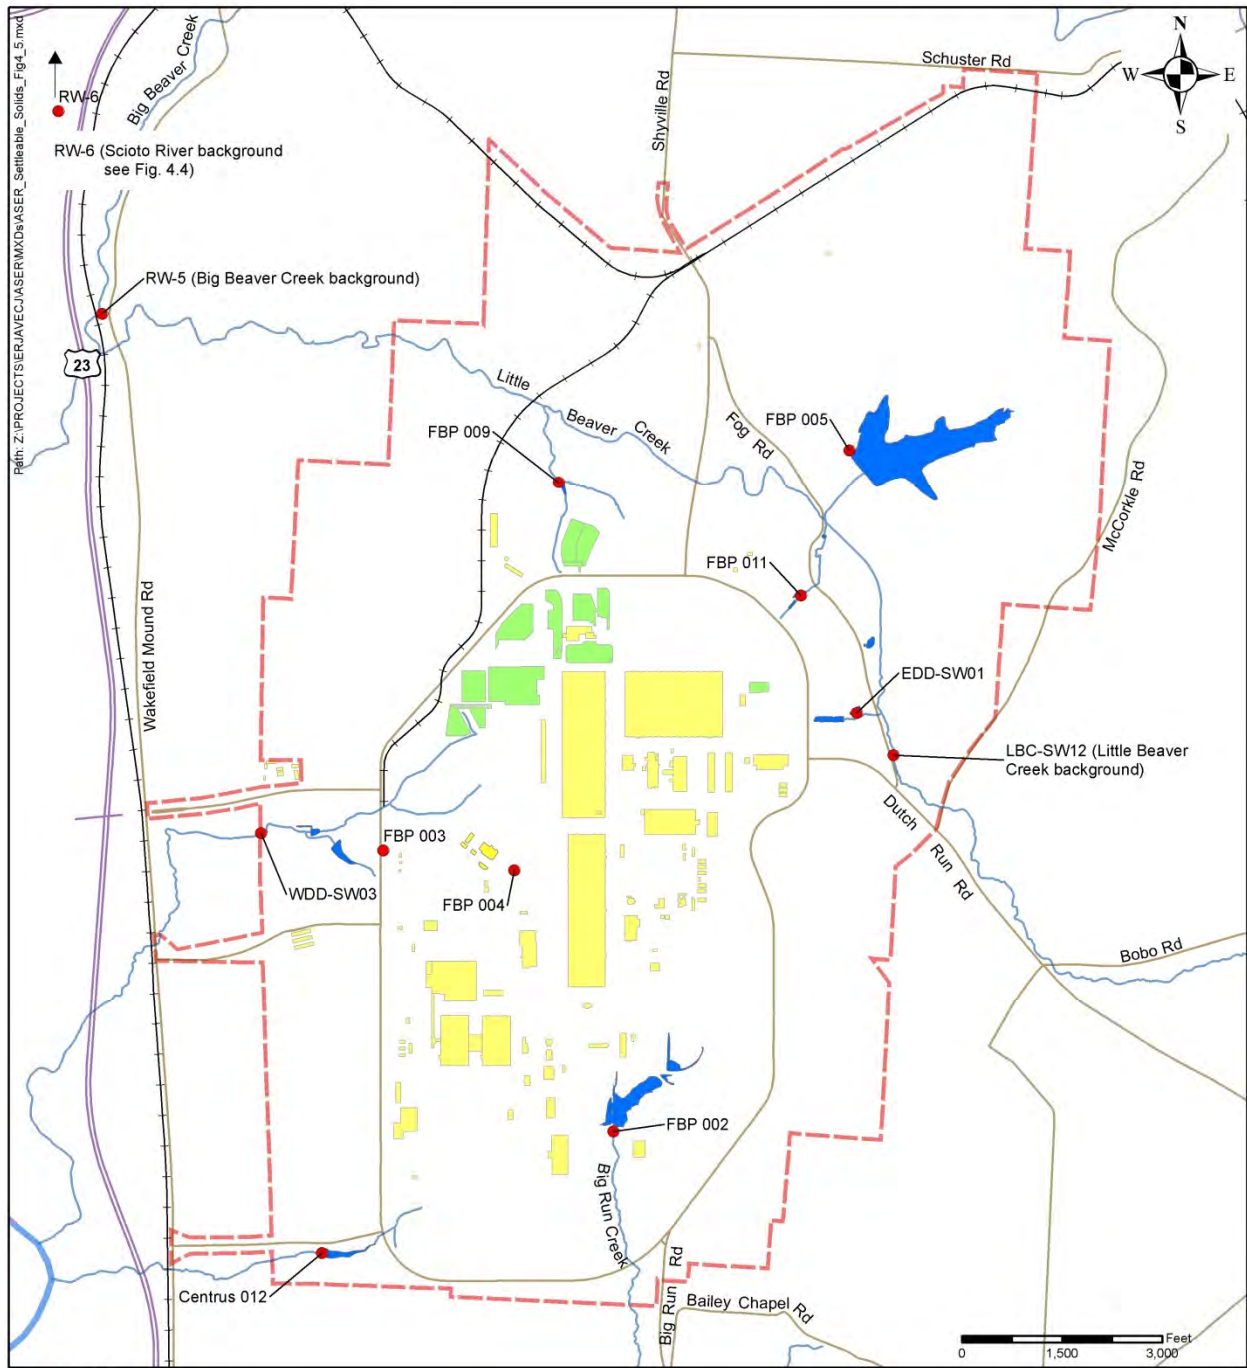 Path: Z:\PROJECTS\ERJAVECJ\ASER\MXDs\ASER_Settleable_Solids_Fig4_5.mxd
Big Beaver Creek
RW-6
RW-6 (Scioto River background
see Fig. 4.4)
Shyville Rd
Schuster Rd
N
W
E
S
RW-5 (Big Beaver Creek background)
23
Little
Beaver
Creek
FBP 009
Fog Rd
FBP 005
McCorkle Rd
FBP 011
Wakefield Mound Rd
EDD-SW01
LBC-SW12 (Little Beaver
Creek background)
Dutch
Run
Rd
FBP 003
WDD-SW03
FBP 004
Bobo Rd
FBP 002
Big Run Creek
Centrus 012
Big Run Rd
Bailey Chapel Rd
Feet
0
1,500
3,000